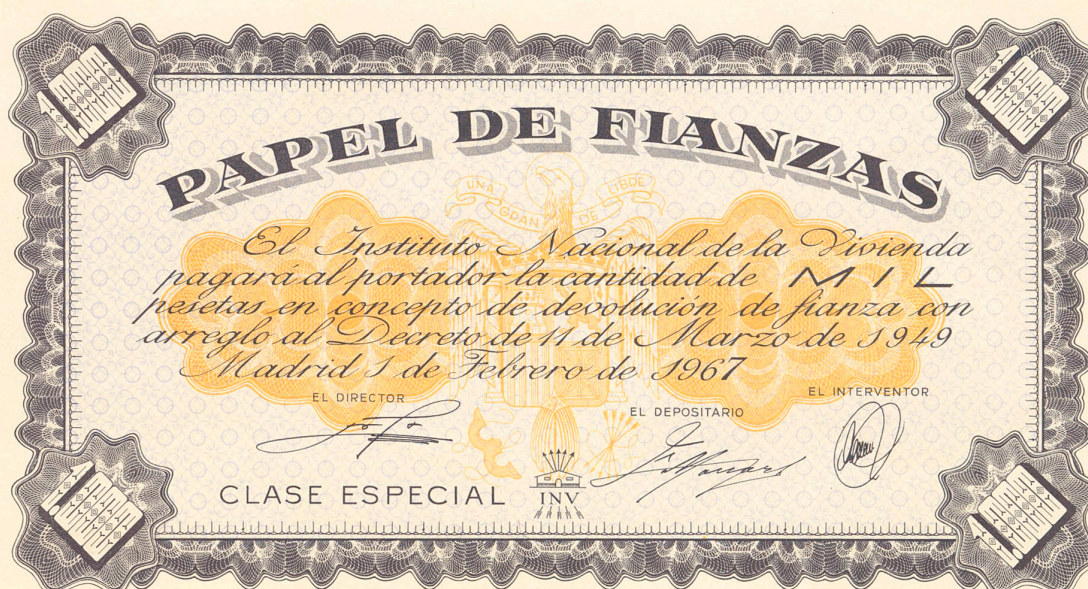 PAPEL DE FIANZAS
UNA
GRAN
DE
El Instituto Nacional de la Vivienda
pagará al portador la cantidad de MIL
pesetas en concepto de devolución de fianza con
arreglo al Decreto de 11 de Marzo de 1949
Madrid 1 de Febrero de 1967
EL DIRECTOR
EL DEPOSITARIO
EL INTERVENTOR
CLASE ESPECIAL
INV